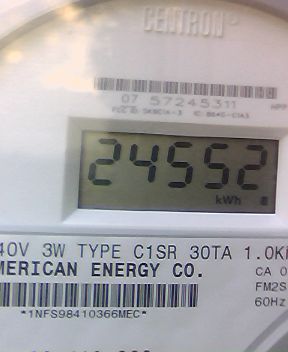 CENTRON
07 57245311
24552
kWh
40V 3W TYPE C1SR 30TA 1.0K
MERICAN ENERGY CO.
CA 0
FM2S
60Hz
*1NFS98410366MEC*